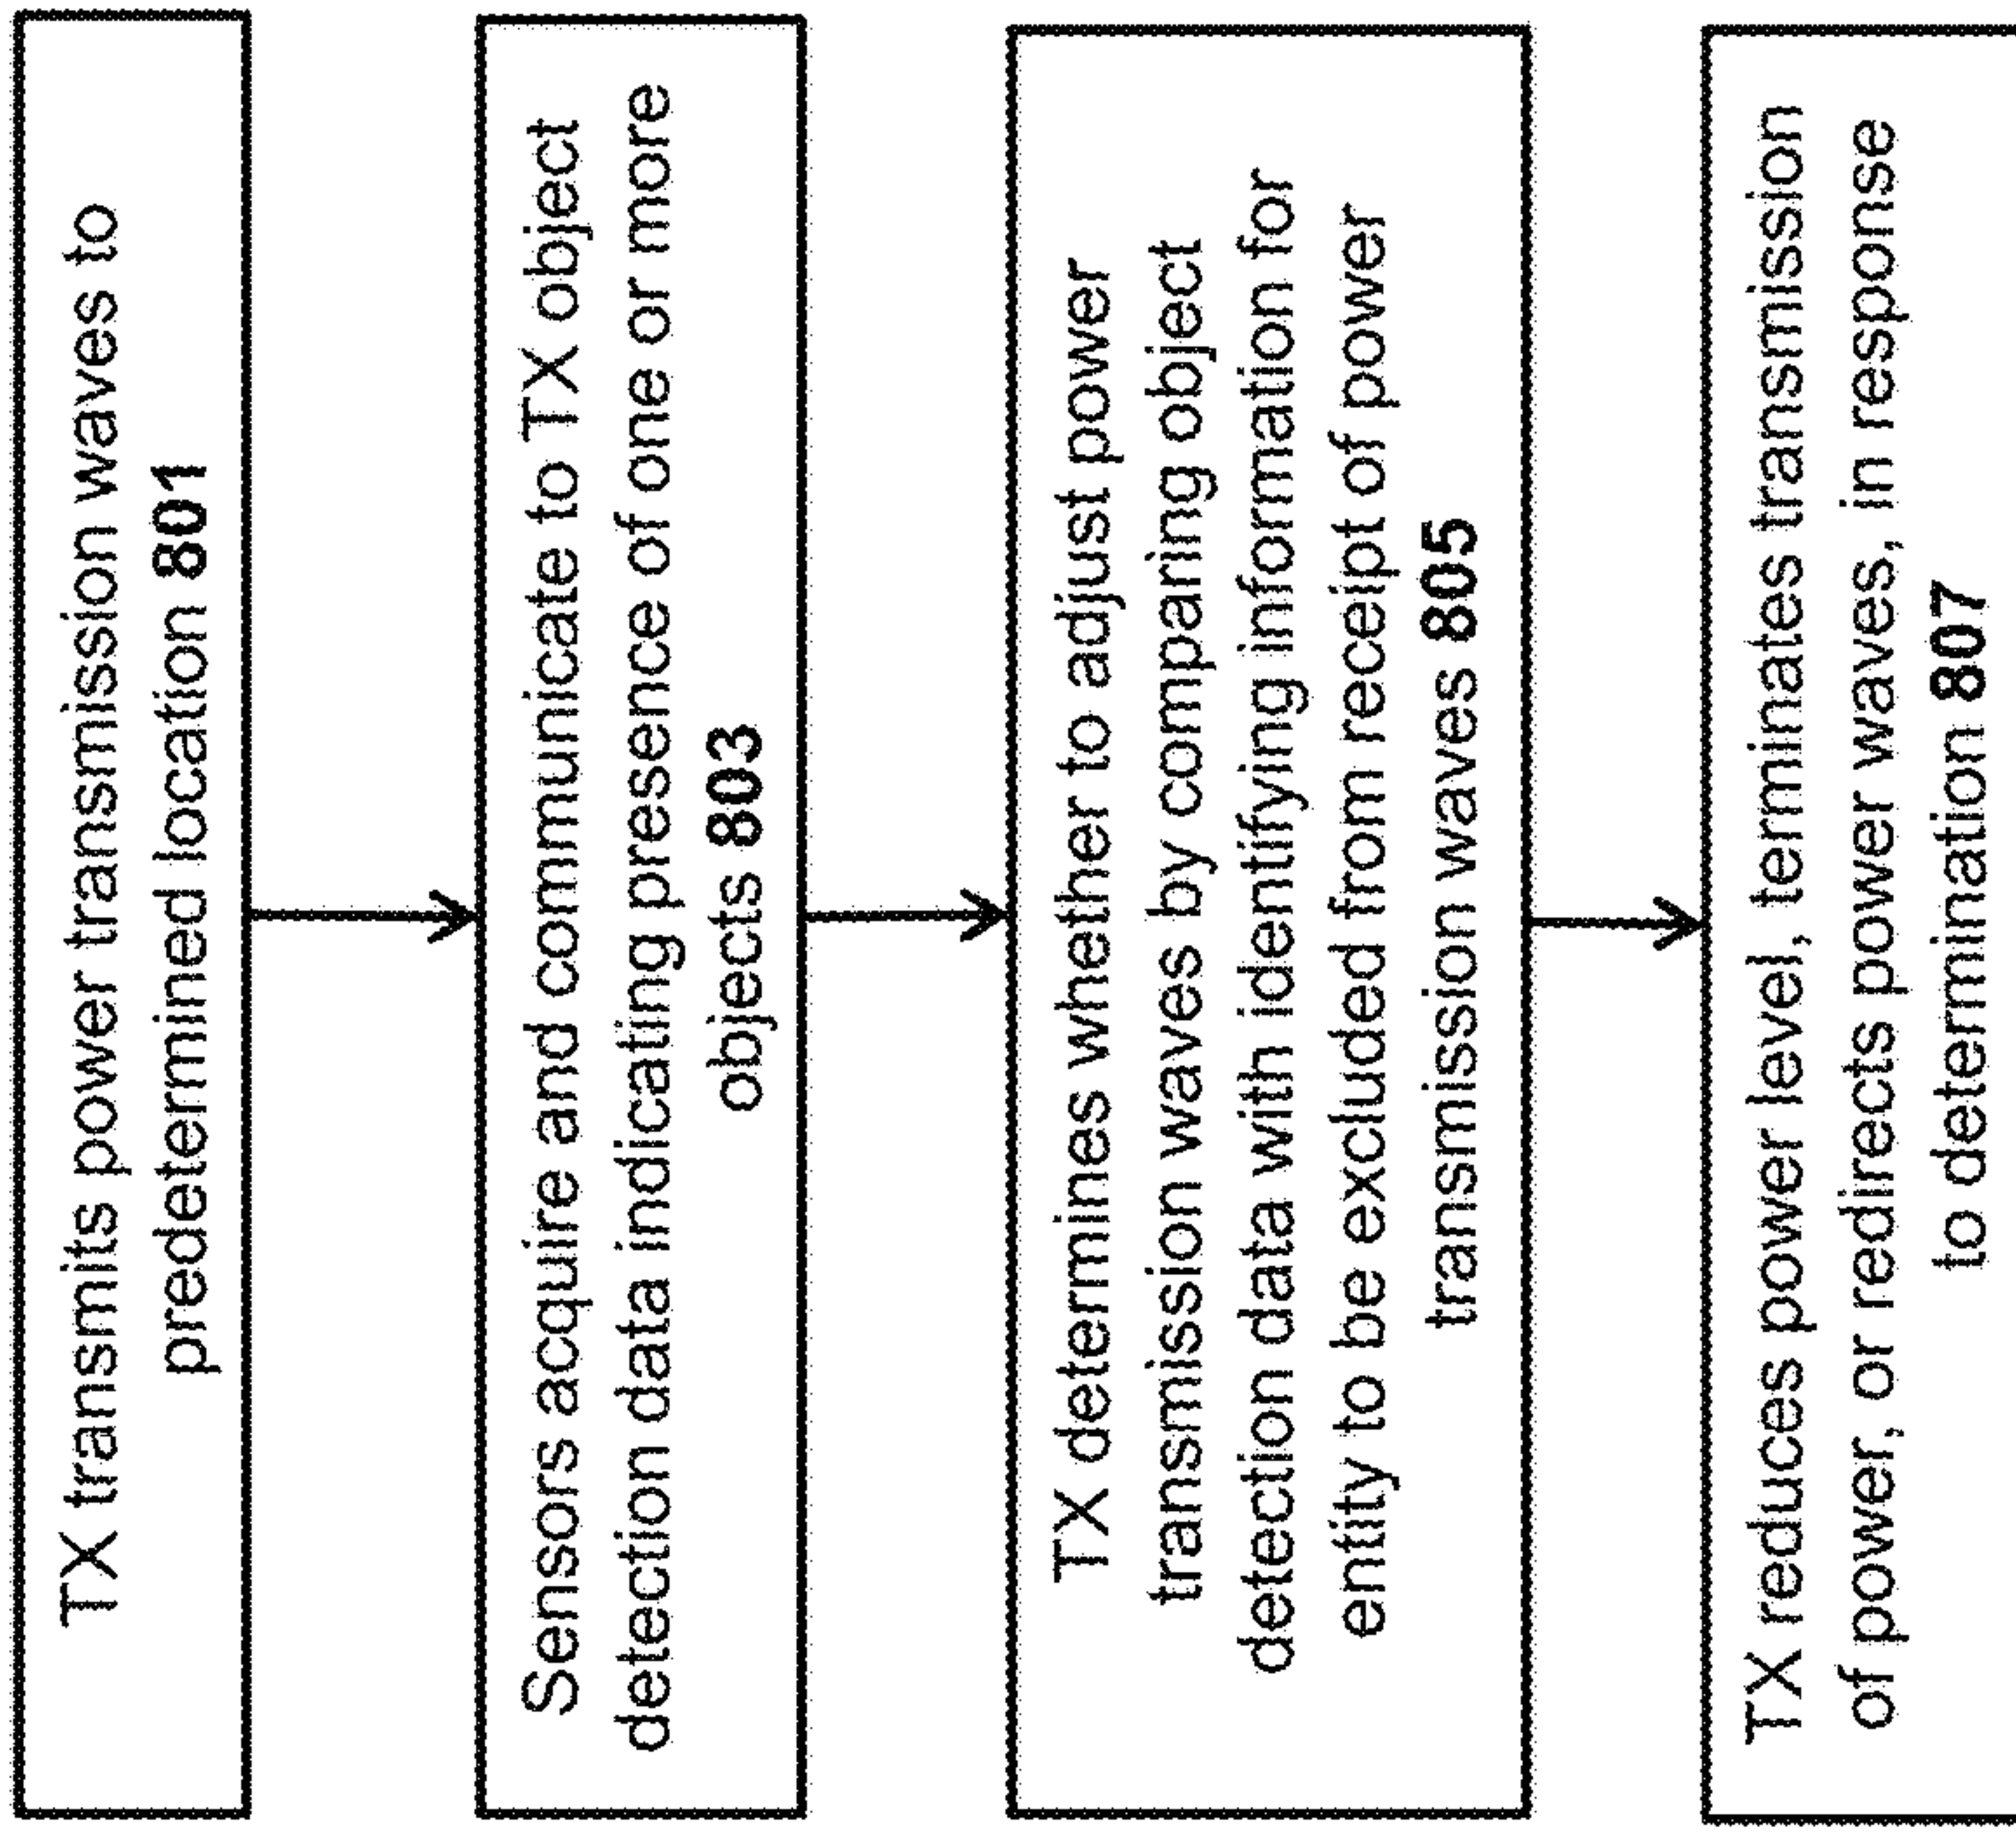 TX transmits power transmission waves to
predetermined location 801
Sensors acquire and communicate to TX object
detection data indicating presence of one or more
objects 803
TX determines whether to adjust power
transmission waves by comparing object
detection data with identifying information for
entity to be excluded from receipt of power
transmission waves 805
TX reduces power level, terminates transmission
of power, or redirects power waves, in response
to determination 807